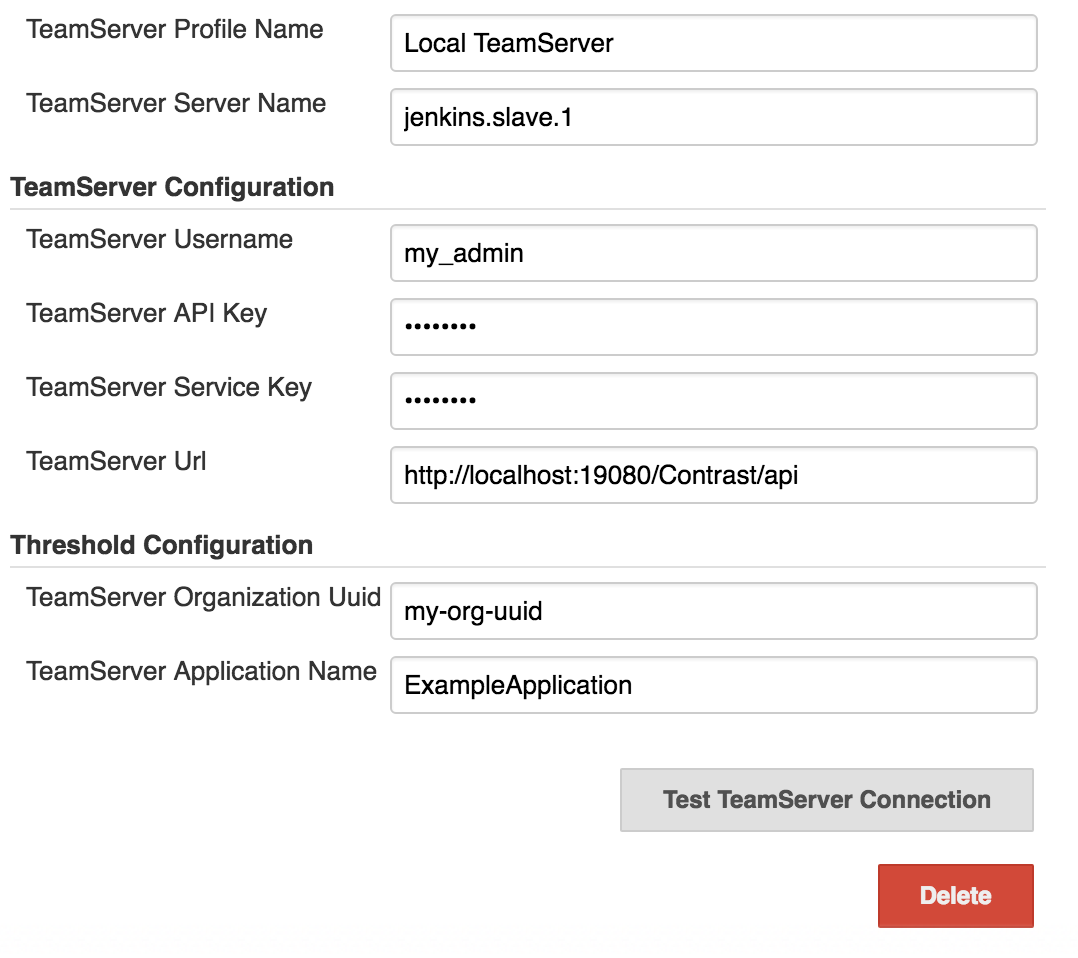 TeamServer Profile Name
Local TeamServer
TeamServer Server Name
jenkins.slave.1
TeamServer Configuration
TeamServer Username
my_admin
TeamServer API Key
••••••••
TeamServer Service Key
••••••••
TeamServer Url
http://localhost:19080/Contrast/api
Threshold Configuration
TeamServer Organization Uuid
my-org-uuid
TeamServer Application Name
ExampleApplication
Test TeamServer Connection
Delete